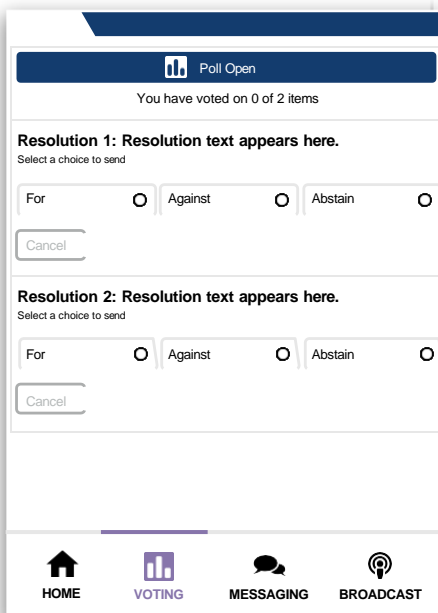 Poll Open
You have voted on 0 of 2 items
Resolution 1: Resolution text appears here.
Select a choice to send
For Against Abstain
Cancel
Resolution 2: Resolution text appears here.
Select a choice to send
For Against Abstain
Cancel
HOME VOTING MESSAGING BROADCAST